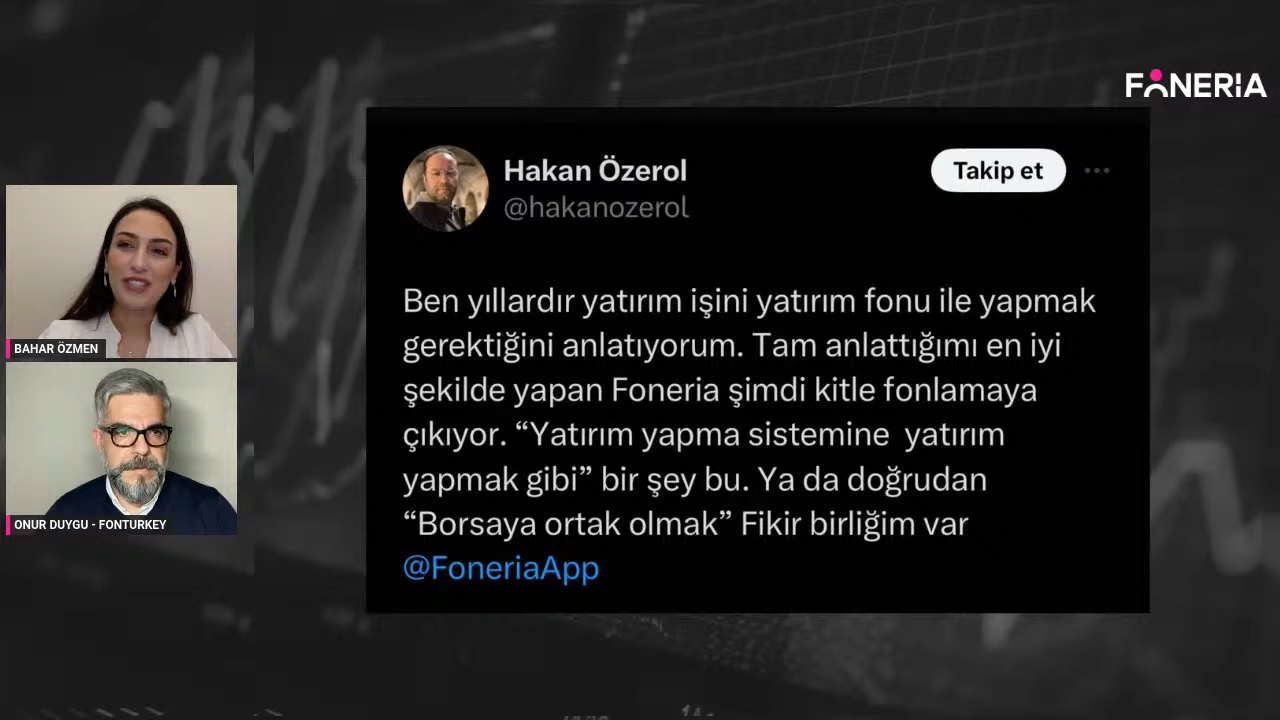 FONERIA
Hakan Özerol
@hakanozerol
Takip et
Ben yıllardır yatırım işini yatırım fonu ile yapmak
gerektiğini anlatıyorum. Tam anlattığımı en iyi
şekilde yapan Foneria şimdi kitle fonlamaya
çıkıyor. “Yatırım yapma sistemine yatırım
yapmak gibi” bir şey bu. Ya da doğrudan
“Borsaya ortak olmak” Fikir birliğim var
@FoneriaApp
BAHAR ÖZMEN
ONUR DUYGU - FONTURKEY